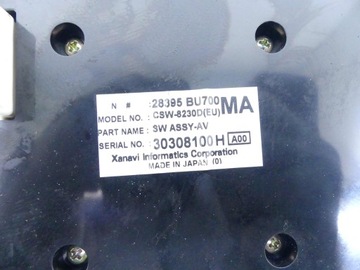 N # : 28395 BU700 MA
MODEL NO. : CSW-8230D(EU)
PART NAME : SW ASSY-AV
SERIAL NO. : 30308100H A00
Xanavi Informatics Corporation
MADE IN JAPAN (0)